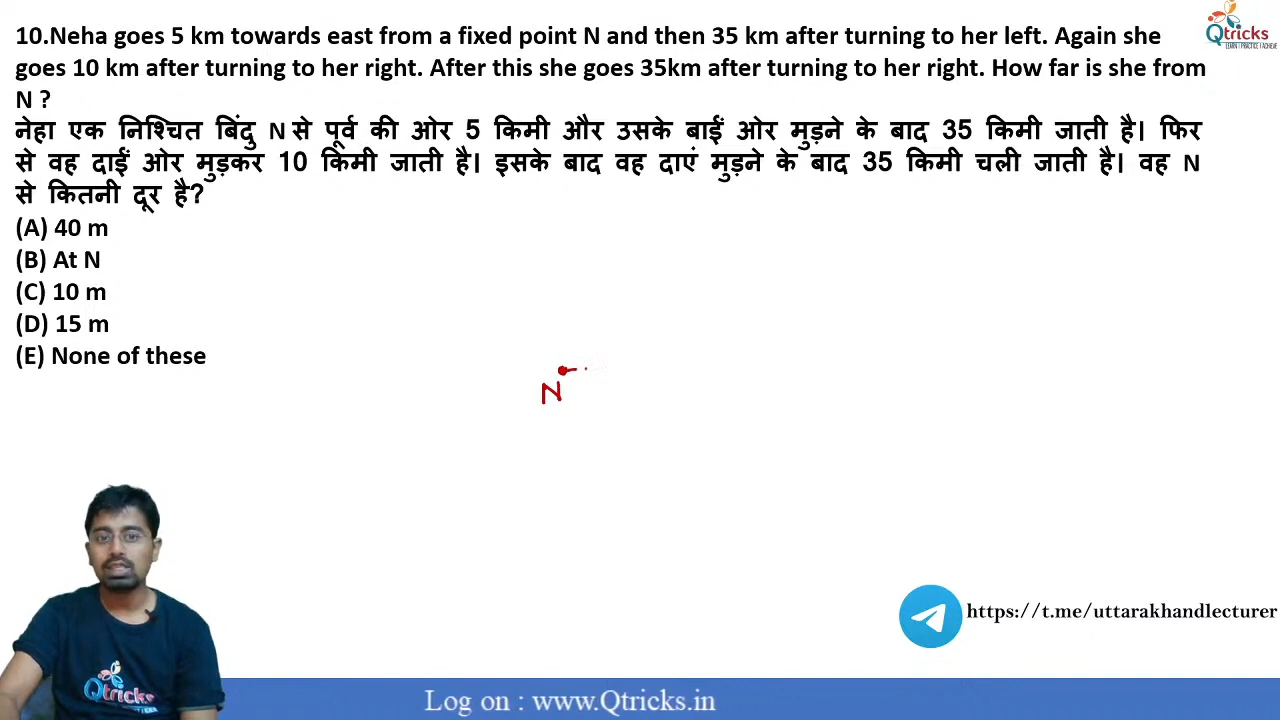 Qtricks
LEARN | PRACTICE | ACHIEVE
10.Neha goes 5 km towards east from a fixed point N and then 35 km after turning to her left. Again she
goes 10 km after turning to her right. After this she goes 35km after turning to her right. How far is she from
N ?
नेहा एक निश्चित बिंदु N से पूर्व की ओर 5 किमी और उसके बाईं ओर मुड़ने के बाद 35 किमी जाती है। फिर
से वह दाईं ओर मुड़कर 10 किमी जाती है। इसके बाद वह दाएं मुड़ने के बाद 35 किमी चली जाती है। वह N
से कितनी दूर है?
(A) 40 m
(B) At N
(C) 10 m
(D) 15 m
(E) None of these
N
Qtricks
https://t.me/uttarakhandlecturer
Log on : www.Qtricks.in